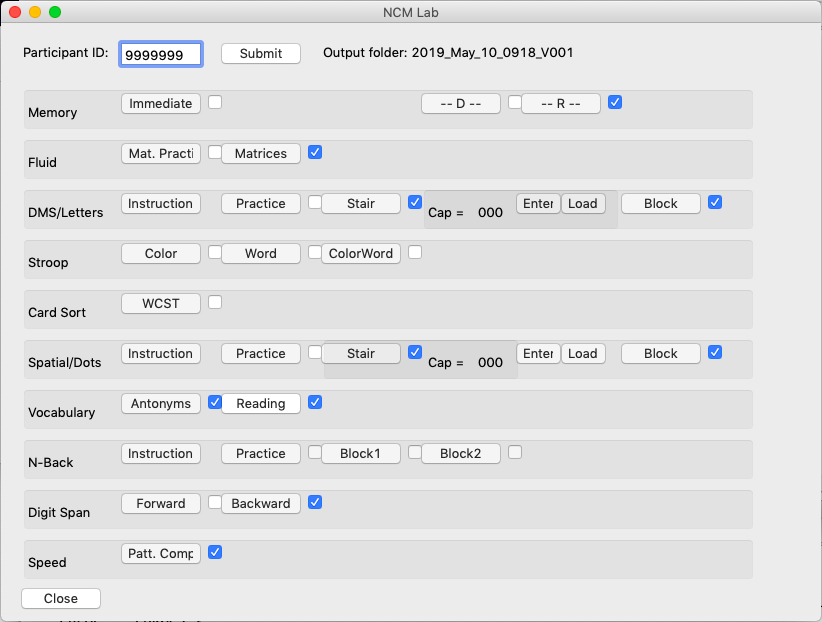 NCM Lab
Participant ID: 9999999 Submit Output folder: 2019_May_10_0918_V001
Memory Immediate -- D -- -- R --
Fluid Mat. Practi Matrices
DMS/Letters Instruction Practice Stair Cap = 000 Enter Load Block
Stroop Color Word ColorWord
Card Sort WCST
Spatial/Dots Instruction Practice Stair Cap = 000 Enter Load Block
Vocabulary Antonyms Reading
N-Back Instruction Practice Block1 Block2
Digit Span Forward Backward
Speed Patt. Comp
Close